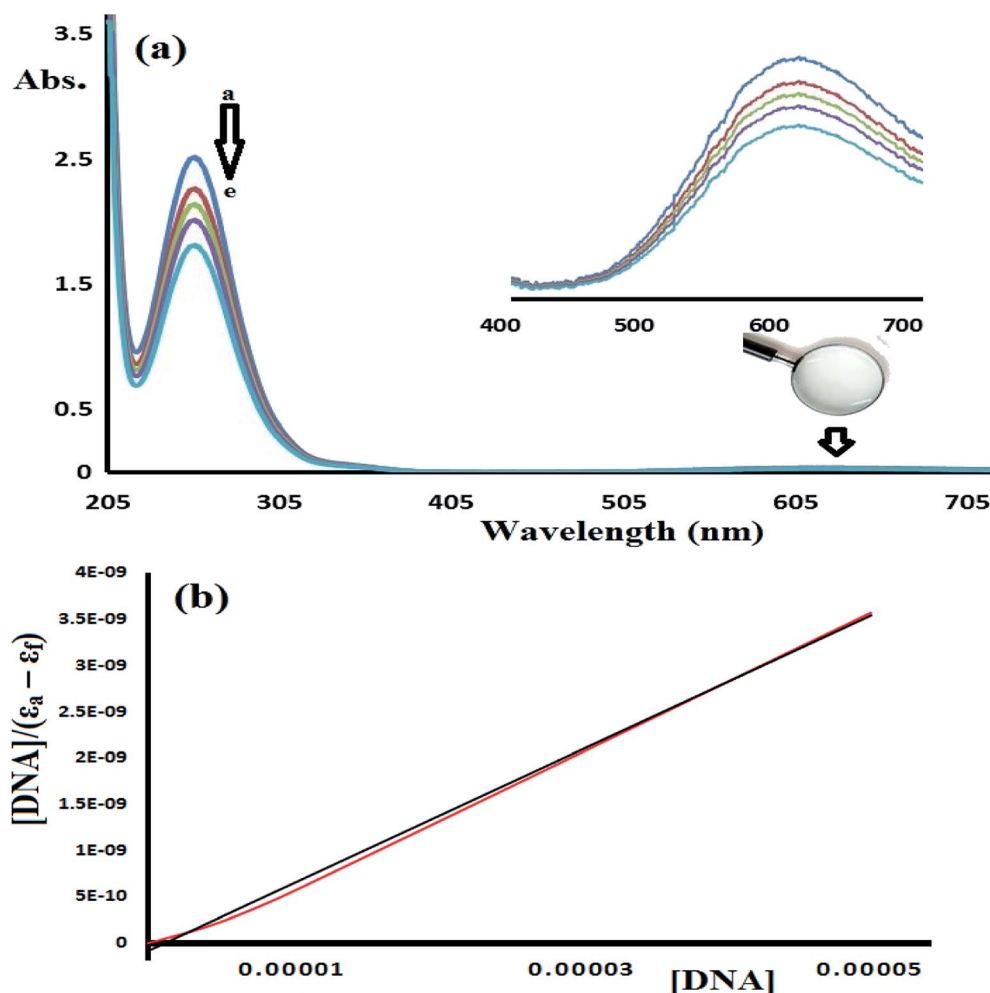 (a)
Abs.
3.5
2.5
1.5
0.5
0
a
e
400 500 600 700
205 305 405 505 605 705
Wavelength (nm)
(b)
[DNA]/(εa – εf)
4E-09
3.5E-09
3E-09
2.5E-09
2E-09
1.5E-09
1E-09
5E-10
0
0.00001 0.00003 0.00005
[DNA]